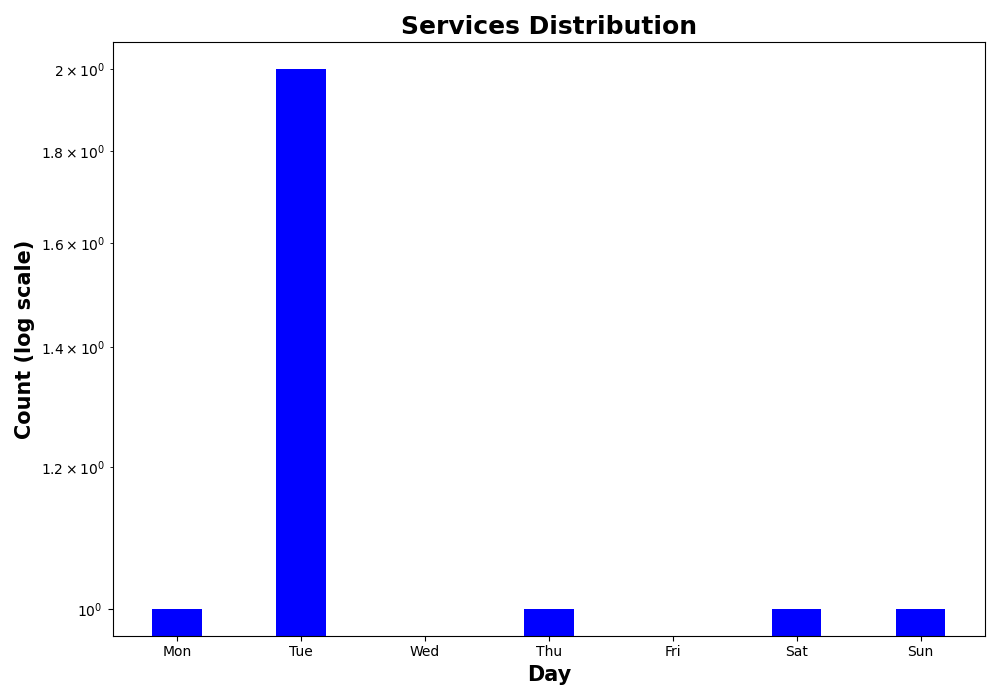 Services Distribution
Count (log scale)
2 × 10⁰
1.8 × 10⁰
1.6 × 10⁰
1.4 × 10⁰
1.2 × 10⁰
10⁰
Mon Tue Wed Thu Fri Sat Sun
Day